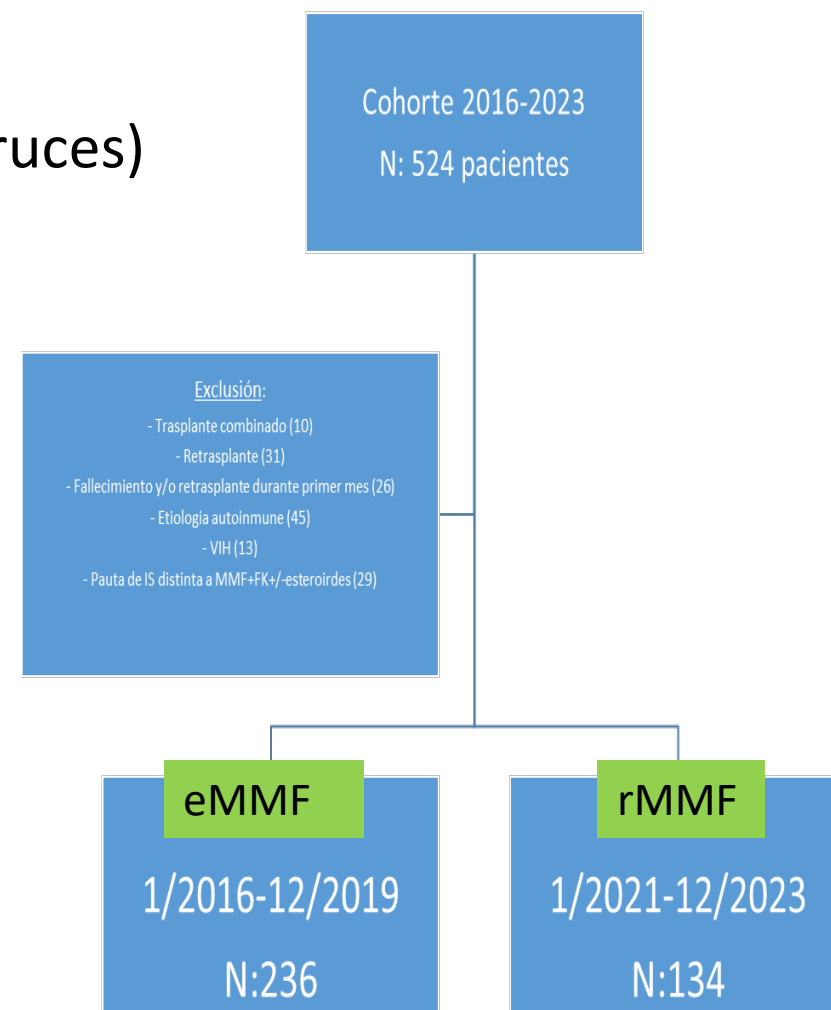 ruces)
Cohorte 2016-2023
N: 524 pacientes
Exclusión:
- Trasplante combinado (10)
- Retrasplante (31)
- Fallecimiento y/o retrasplante durante primer mes (26)
- Etiologia autoinmune (45)
- VIH (13)
- Pauta de IS distinta a MMF+FK+/-esteroirdes (29)
eMMF
1/2016-12/2019
N:236
rMMF
1/2021-12/2023
N:134